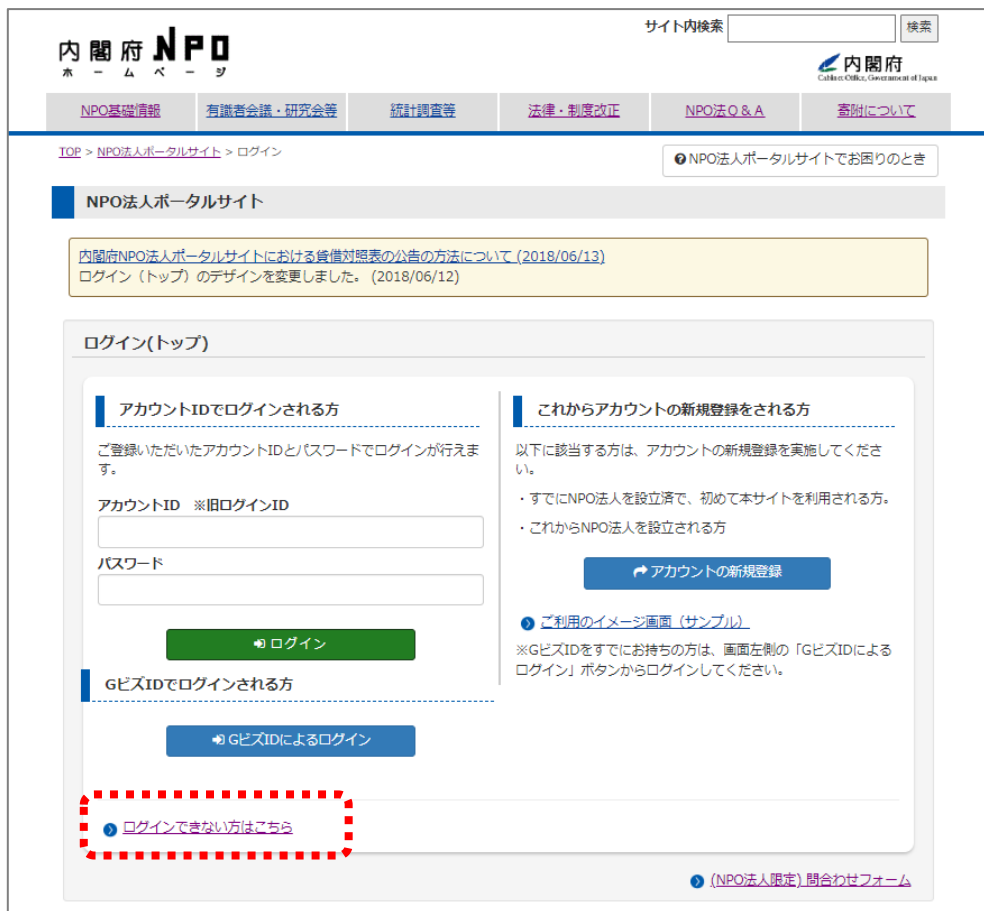 サイト内検索 検索
内閣府NPO
ホームページ
内閣府
Cabinet Office, Government of Japan
NPO基礎情報 有識者会議・研究会等 統計調査等 法律・制度改正 NPO法Q&A 寄附について
TOP > NPO法人ポータルサイト > ログイン
NPO法人ポータルサイトでお困りのとき
NPO法人ポータルサイト
内閣府NPO法人ポータルサイトにおける貸借対照表の公告の方法について (2018/06/13)
ログイン（トップ）のデザインを変更しました。 (2018/06/12)
ログイン(トップ)
アカウントIDでログインされる方
ご登録いただいたアカウントIDとパスワードでログインが行えま
す。
アカウントID ※旧ログインID
パスワード
ログイン
GビズIDでログインされる方
GビズIDによるログイン
これからアカウントの新規登録をされる方
以下に該当する方は、アカウントの新規登録を実施してくださ
い。
・すでにNPO法人を設立済で、初めて本サイトを利用される方。
・これからNPO法人を設立される方
アカウントの新規登録
ご利用のイメージ画面（サンプル）
※GビズIDをすでにお持ちの方は、画面左側の「GビズIDによる
ログイン」ボタンからログインしてください。
ログインできない方はこちら
(NPO法人限定) 問合わせフォーム